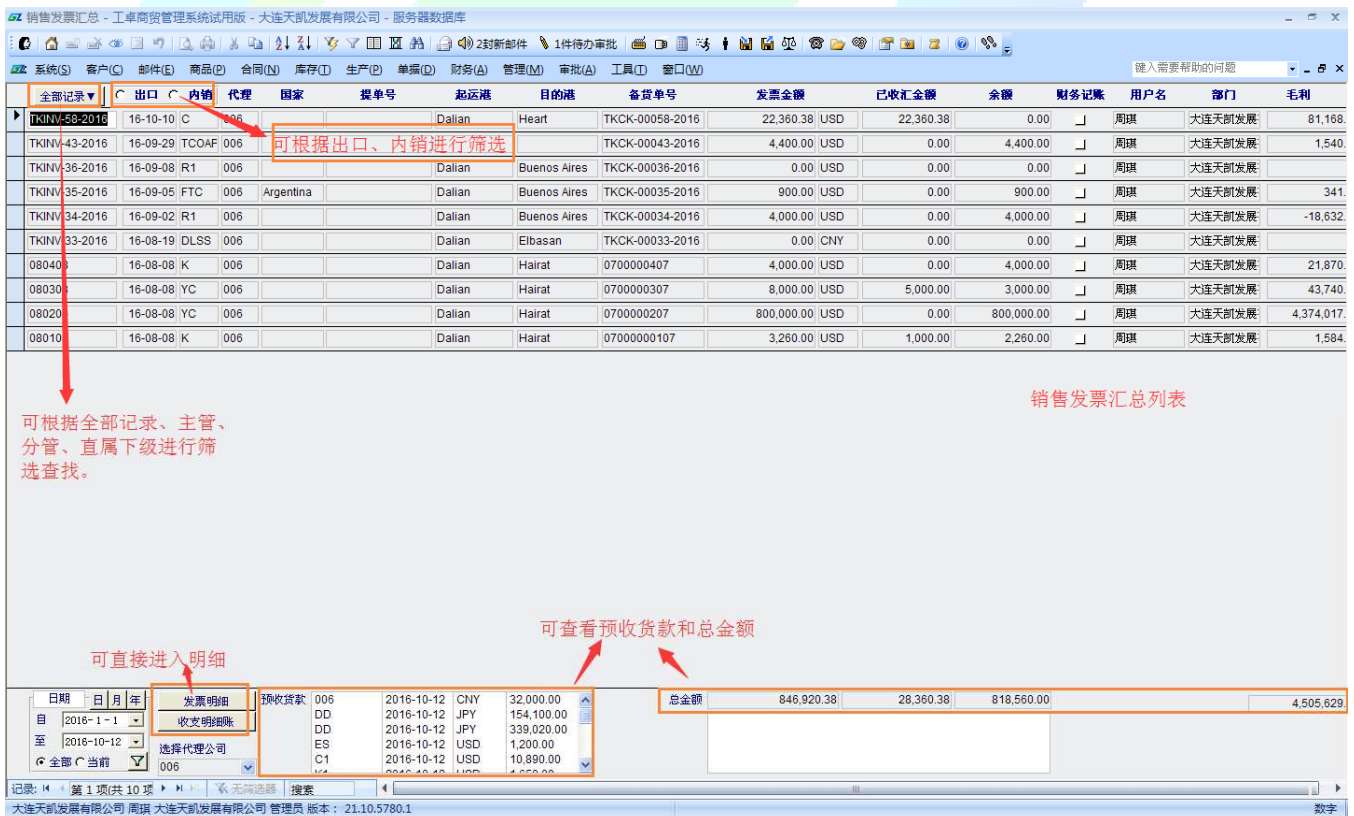 销售发票汇总 - 工卓商贸管理系统试用版 - 大连天凯发展有限公司 - 服务器数据库
2封新邮件 1件待办审批
系统(S) 客户(C) 邮件(E) 商品(P) 合同(N) 库存(I) 生产(P) 单据(D) 财务(A) 管理(M) 审批(A) 工具(T) 窗口(W) 键入需要帮助的问题
全部记录▼ 出口 内销 代理 国家 提单号 起运港 目的港 备货单号 发票金额 已收汇金额 余额 财务记账 用户名 部门 毛利
TKINV-58-2016 16-10-10 C 006 Dalian Heart TKCK-00058-2016 22,360.38 USD 22,360.38 0.00 周琪 大连天凯发展 81,168.
可根据出口、内销进行筛选
TKINV-43-2016 16-09-29 TCOAF 006 TKCK-00043-2016 4,400.00 USD 0.00 4,400.00 周琪 大连天凯发展 1,540.
TKINV-36-2016 16-09-08 R1 006 Dalian Buenos Aires TKCK-00036-2016 0.00 USD 0.00 0.00 周琪 大连天凯发展
TKINV-35-2016 16-09-05 FTC 006 Argentina Dalian Buenos Aires TKCK-00035-2016 900.00 USD 0.00 900.00 周琪 大连天凯发展 341.
TKINV-34-2016 16-09-02 R1 006 Dalian Buenos Aires TKCK-00034-2016 4,000.00 USD 0.00 4,000.00 周琪 大连天凯发展 -18,632.
TKINV-33-2016 16-08-19 DLSS 006 Dalian Elbasan TKCK-00033-2016 0.00 CNY 0.00 0.00 周琪 大连天凯发展
08040 16-08-08 K 006 Dalian Hairat 0700000407 4,000.00 USD 0.00 4,000.00 周琪 大连天凯发展 21,870.
08030 16-08-08 YC 006 Dalian Hairat 0700000307 8,000.00 USD 5,000.00 3,000.00 周琪 大连天凯发展 43,740.
08020 16-08-08 YC 006 Dalian Hairat 0700000207 800,000.00 USD 0.00 800,000.00 周琪 大连天凯发展 4,374,017.
08010 16-08-08 K 006 Dalian Hairat 07000000107 3,260.00 USD 1,000.00 2,260.00 周琪 大连天凯发展 1,584.
销售发票汇总列表
可根据全部记录、主管、
分管、直属下级进行筛
选查找。
可查看预收货款和总金额
可直接进入明细
日期 日 月 年 发票明细 预收货款 006 2016-10-12 CNY 32,000.00 总金额 846,920.38 28,360.38 818,560.00 4,505,629.
DD 2016-10-12 JPY 154,100.00
自 2016-1-1 收支明细账 DD 2016-10-12 JPY 339,020.00
至 2016-10-12 选择代理公司 ES 2016-10-12 USD 1,200.00
全部 当前 006 C1 2016-10-12 USD 10,890.00
记录: 第 1 项(共 10 项 无筛选器 搜索
大连天凯发展有限公司 周琪 大连天凯发展有限公司 管理员 版本： 21.10.5780.1 数字